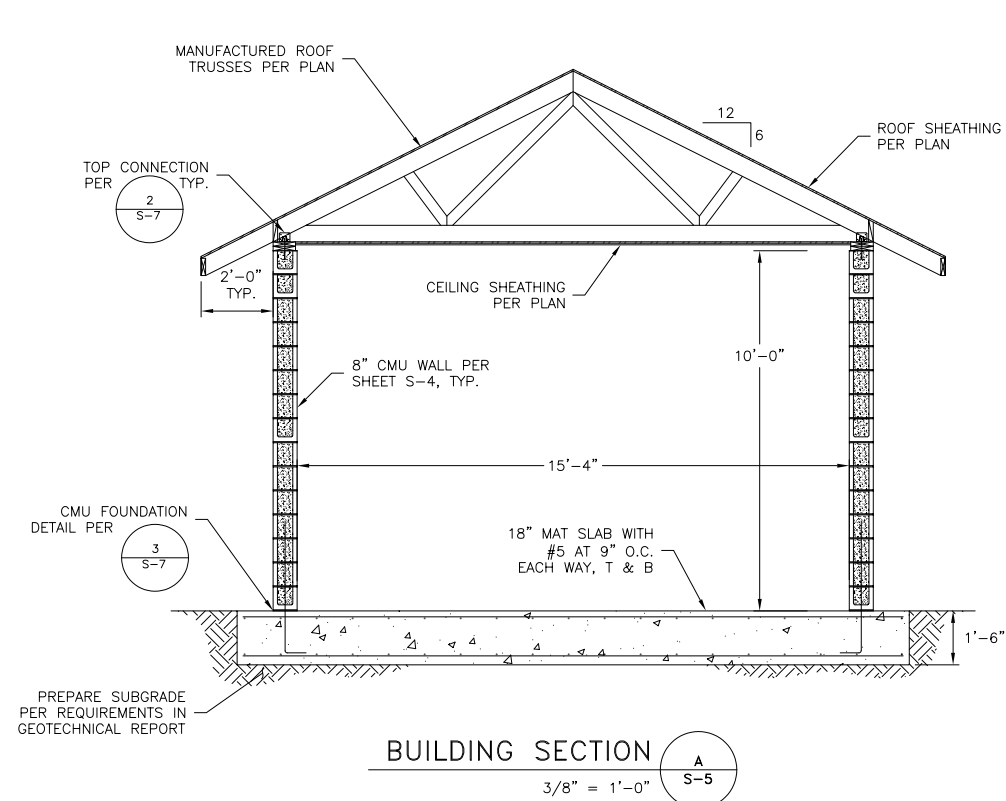 MANUFACTURED ROOF
TRUSSES PER PLAN
12
6
ROOF SHEATHING
PER PLAN
TOP CONNECTION
PER TYP.
2
S-7
2'-0"
TYP.
CEILING SHEATHING
PER PLAN
10'-0"
8" CMU WALL PER
SHEET S-4, TYP.
15'-4"
CMU FOUNDATION
DETAIL PER
3
S-7
18" MAT SLAB WITH
#5 AT 9" O.C.
EACH WAY, T & B
1'-6"
PREPARE SUBGRADE
PER REQUIREMENTS IN
GEOTECHNICAL REPORT
BUILDING SECTION
A
S-5
3/8" = 1'-0"